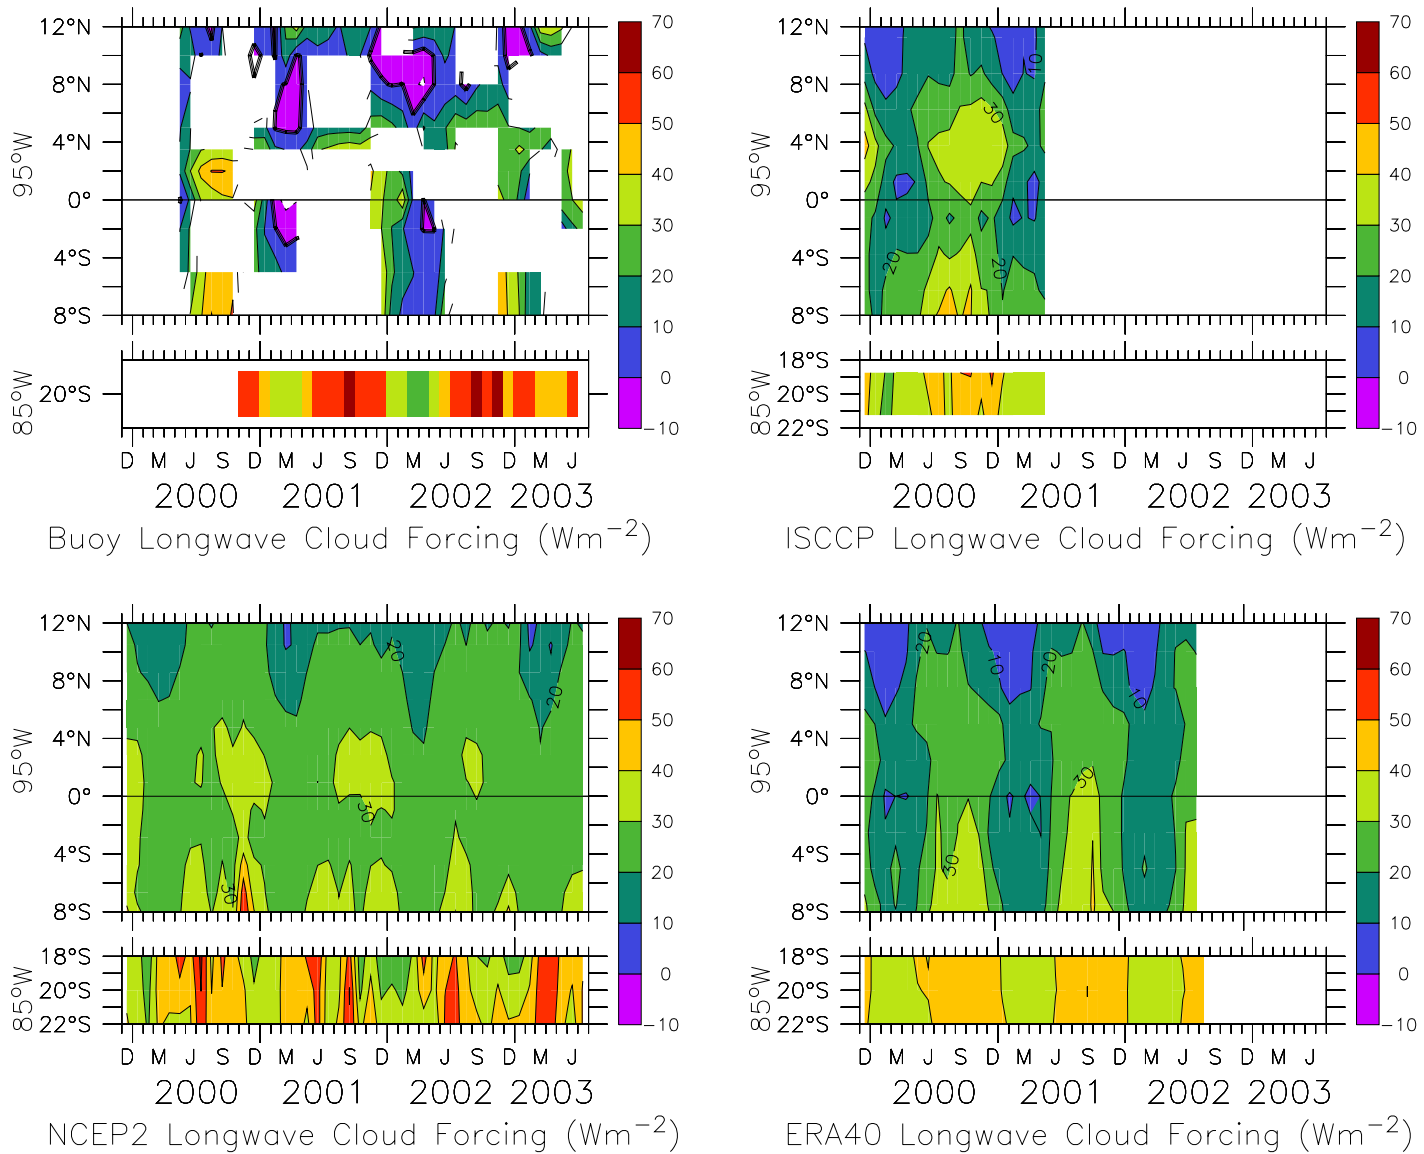 12°N
8°N
4°N
0°
4°S
8°S
95°W
20°S
85°W
D M J S D M J S D M J S D M J
2000 2001 2002 2003
Buoy Longwave Cloud Forcing (Wm−2)
70
60
50
40
30
20
10
0
−10
12°N
8°N
4°N
0°
4°S
8°S
95°W
10
30
20
20
18°S
20°S
22°S
85°W
D M J S D M J S D M J S D M J
2000 2001 2002 2003
ISCCP Longwave Cloud Forcing (Wm−2)
70
60
50
40
30
20
10
0
−10
12°N
8°N
4°N
0°
4°S
8°S
95°W
20
20
30
30
18°S
20°S
22°S
85°W
D M J S D M J S D M J S D M J
2000 2001 2002 2003
NCEP2 Longwave Cloud Forcing (Wm−2)
70
60
50
40
30
20
10
0
−10
12°N
8°N
4°N
0°
4°S
8°S
95°W
20
10
20
10
30
30
18°S
20°S
22°S
85°W
D M J S D M J S D M J S D M J
2000 2001 2002 2003
ERA40 Longwave Cloud Forcing (Wm−2)
70
60
50
40
30
20
10
0
−10